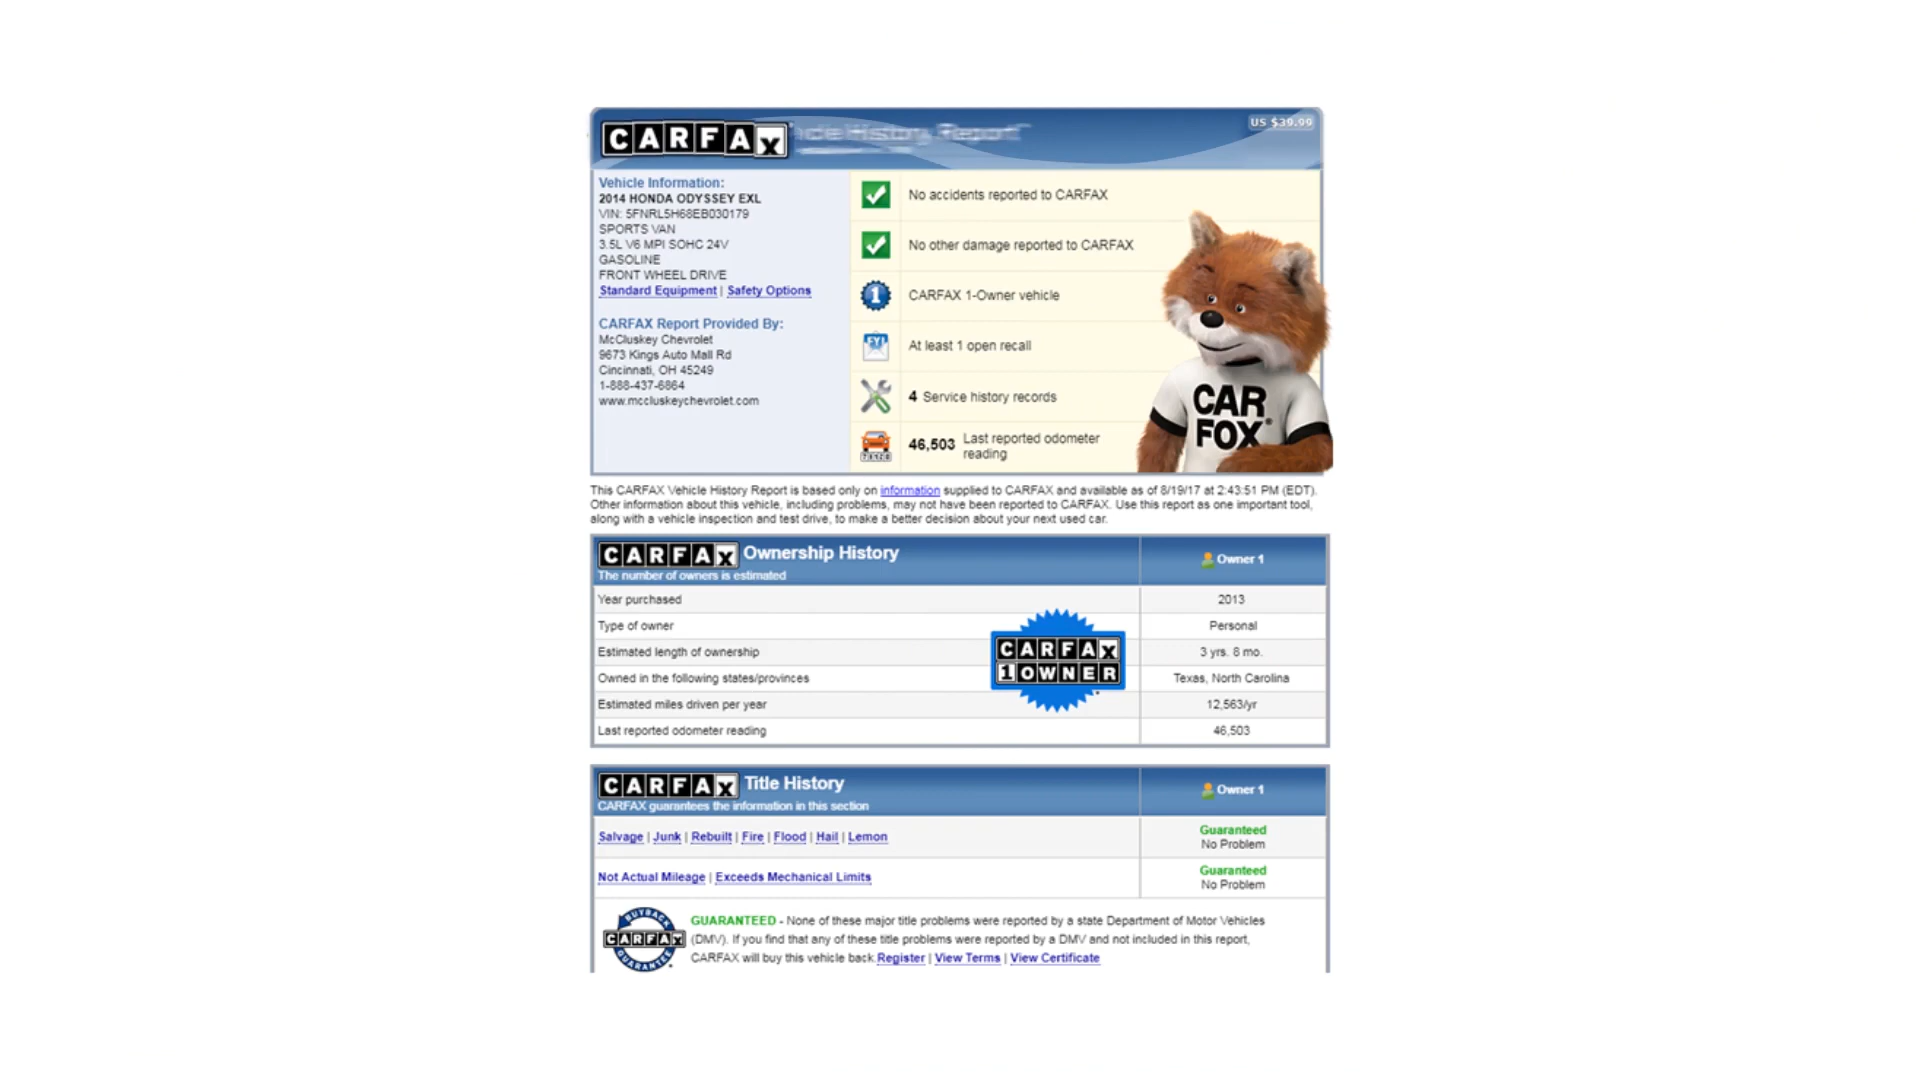 CARFAX History Report
US $39.99
Vehicle Information:
2014 HONDA ODYSSEY EXL
VIN: 5FNRL5H68EB030179
SPORTS VAN
3.5L V6 MPI SOHC 24V
GASOLINE
FRONT WHEEL DRIVE
Standard Equipment | Safety Options
CARFAX Report Provided By:
McCluskey Chevrolet
9673 Kings Auto Mall Rd
Cincinnati, OH 45249
1-888-437-6864
www.mccluskeychevrolet.com
No accidents reported to CARFAX
No other damage reported to CARFAX
1 CARFAX 1-Owner vehicle
FYI At least 1 open recall
4 Service history records
46,503 Last reported odometer
reading
CAR
FOX®
This CARFAX Vehicle History Report is based only on information supplied to CARFAX and available as of 8/19/17 at 2:43:51 PM (EDT).
Other information about this vehicle, including problems, may not have been reported to CARFAX. Use this report as one important tool,
along with a vehicle inspection and test drive, to make a better decision about your next used car.
CARFAX Ownership History
The number of owners is estimated
Owner 1
Year purchased 2013
Type of owner Personal
Estimated length of ownership 3 yrs. 8 mo.
Owned in the following states/provinces Texas, North Carolina
Estimated miles driven per year 12,563/yr
Last reported odometer reading 46,503
CARFAX
1 OWNER
CARFAX Title History
CARFAX guarantees the information in this section
Owner 1
Salvage | Junk | Rebuilt | Fire | Flood | Hail | Lemon
Guaranteed
No Problem
Not Actual Mileage | Exceeds Mechanical Limits
Guaranteed
No Problem
BUYBACK
CARFAX
GUARANTEE
GUARANTEED - None of these major title problems were reported by a state Department of Motor Vehicles
(DMV). If you find that any of these title problems were reported by a DMV and not included in this report,
CARFAX will buy this vehicle back. Register | View Terms | View Certificate